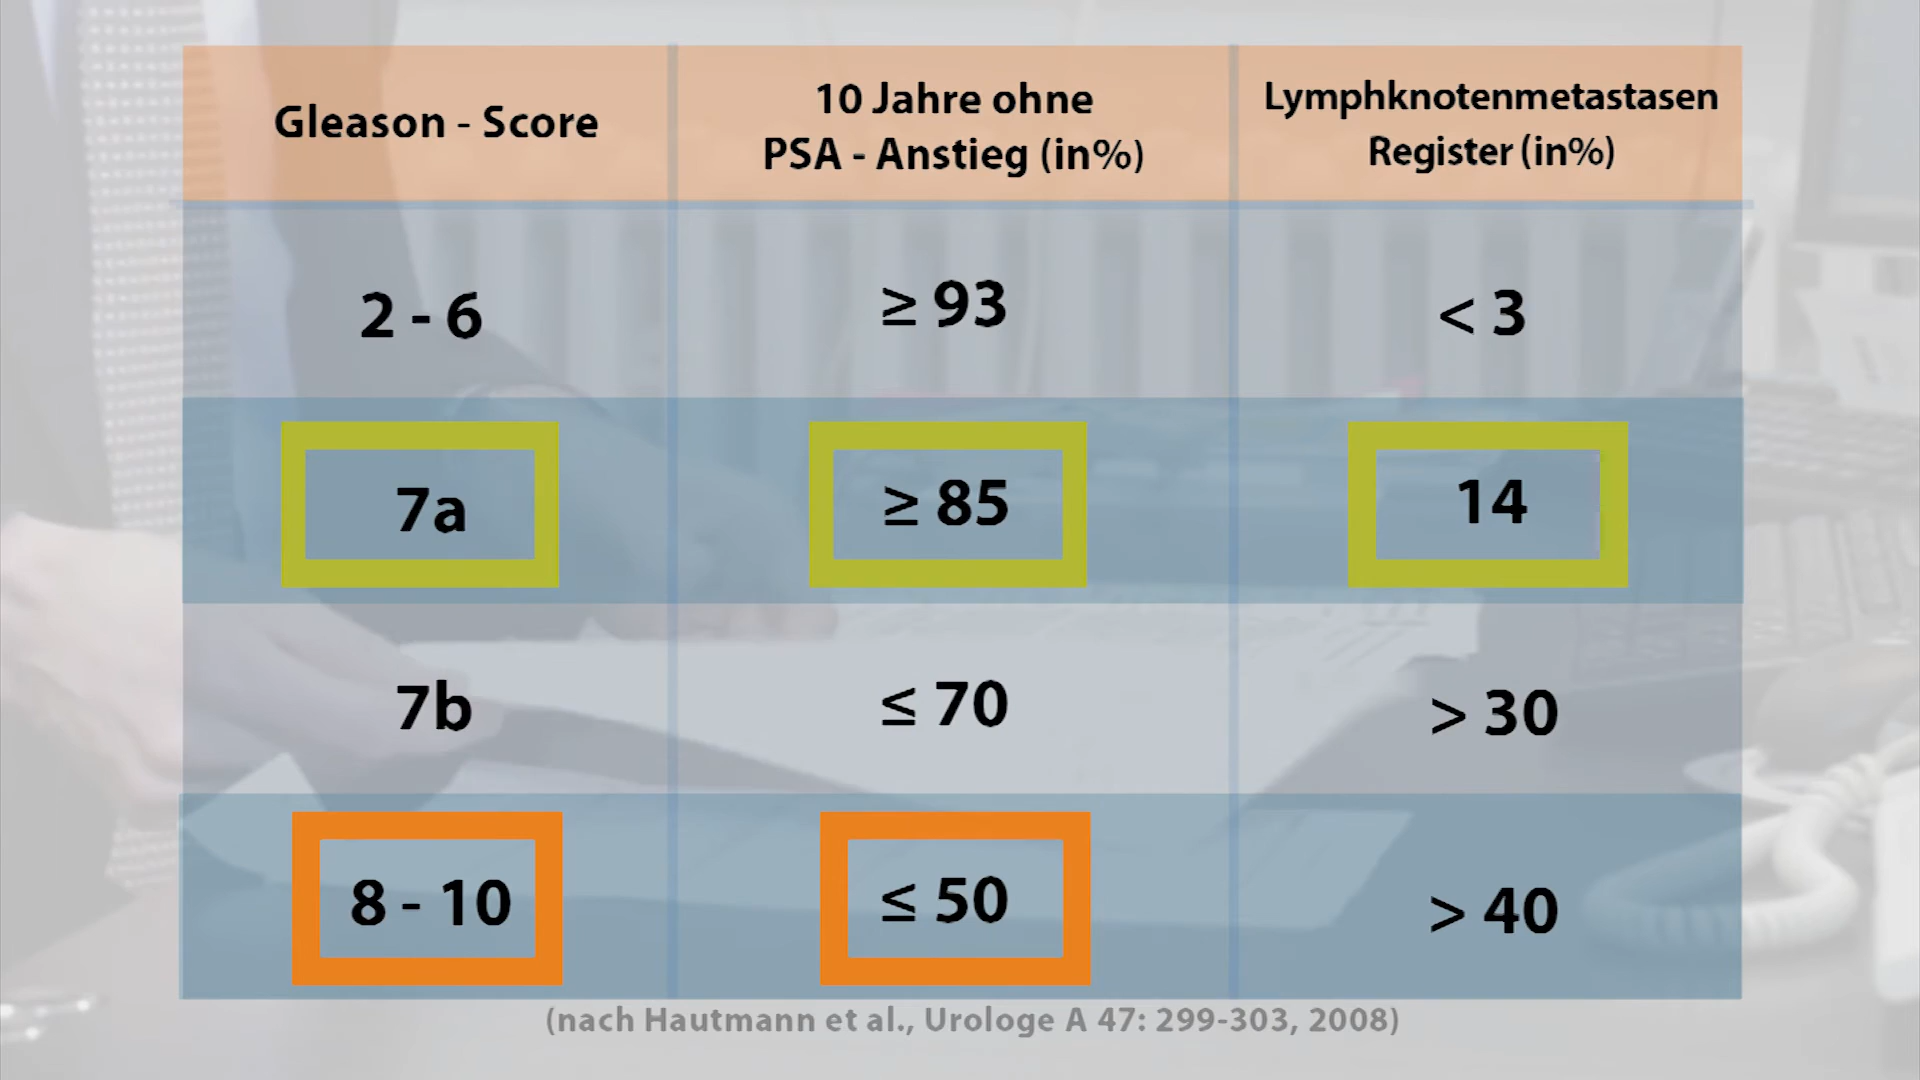 Gleason - Score
10 Jahre ohne
PSA - Anstieg (in%)
Lymphknotenmetastasen
Register (in%)
2 - 6
≥ 93
< 3
7a
≥ 85
14
7b
≤ 70
> 30
8 - 10
≤ 50
> 40
(nach Hautmann et al., Urologe A 47: 299-303, 2008)